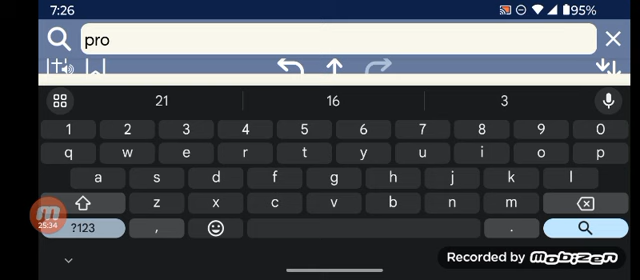 7:26
95%
pro
21 16 3
1 2 3 4 5 6 7 8 9 0
q w e r t y u i o p
a s d f g h j k l
z x c v b n m
?123 , .
25:34
Recorded by mobizen